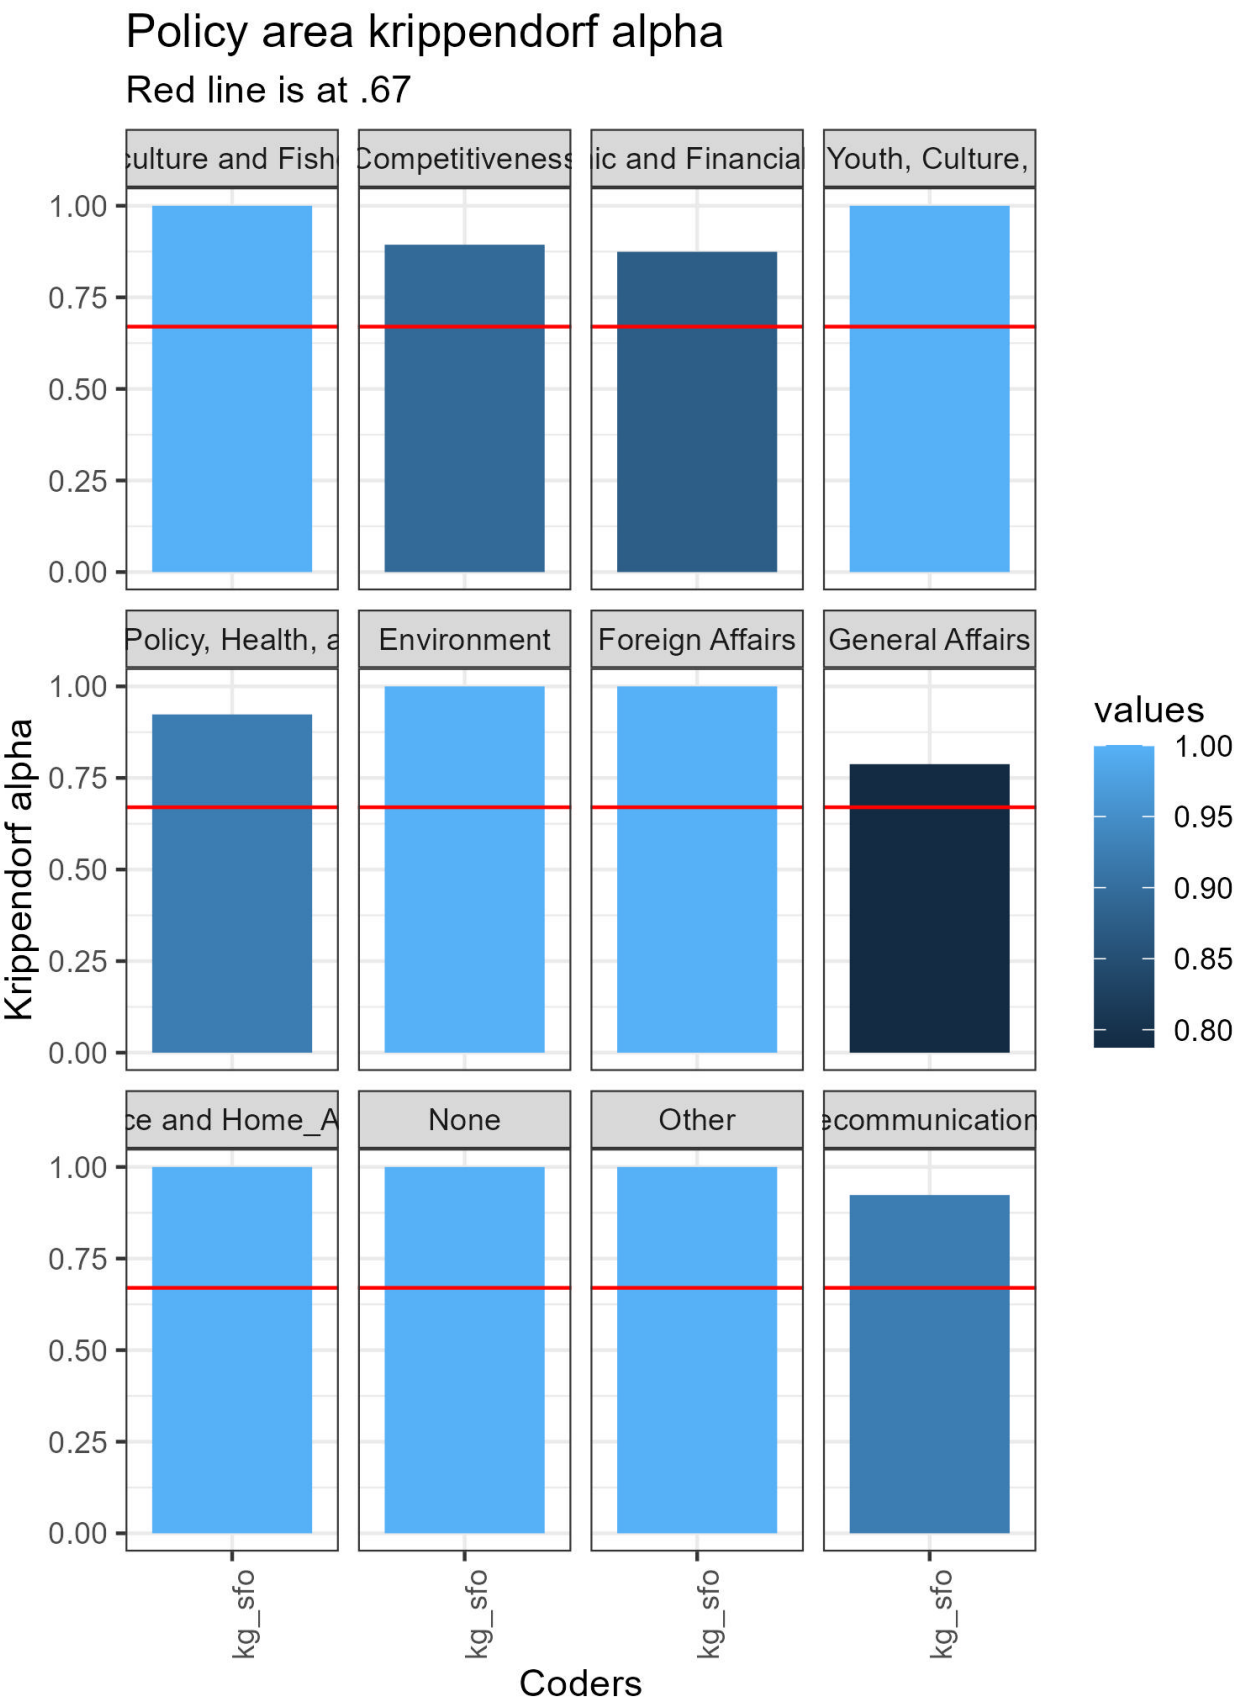 Policy area krippendorf alpha
Red line is at .67
culture and Fish
Competitiveness
ic and Financial
Youth, Culture,
1.00
0.75
0.50
0.25
0.00
Policy, Health, a
Environment
Foreign Affairs
General Affairs
1.00
0.75
0.50
0.25
0.00
Krippendorf alpha
values
1.00
0.95
0.90
0.85
0.80
ce and Home_A
None
Other
ecommunication
1.00
0.75
0.50
0.25
0.00
kg_sfo
kg_sfo
kg_sfo
kg_sfo
Coders